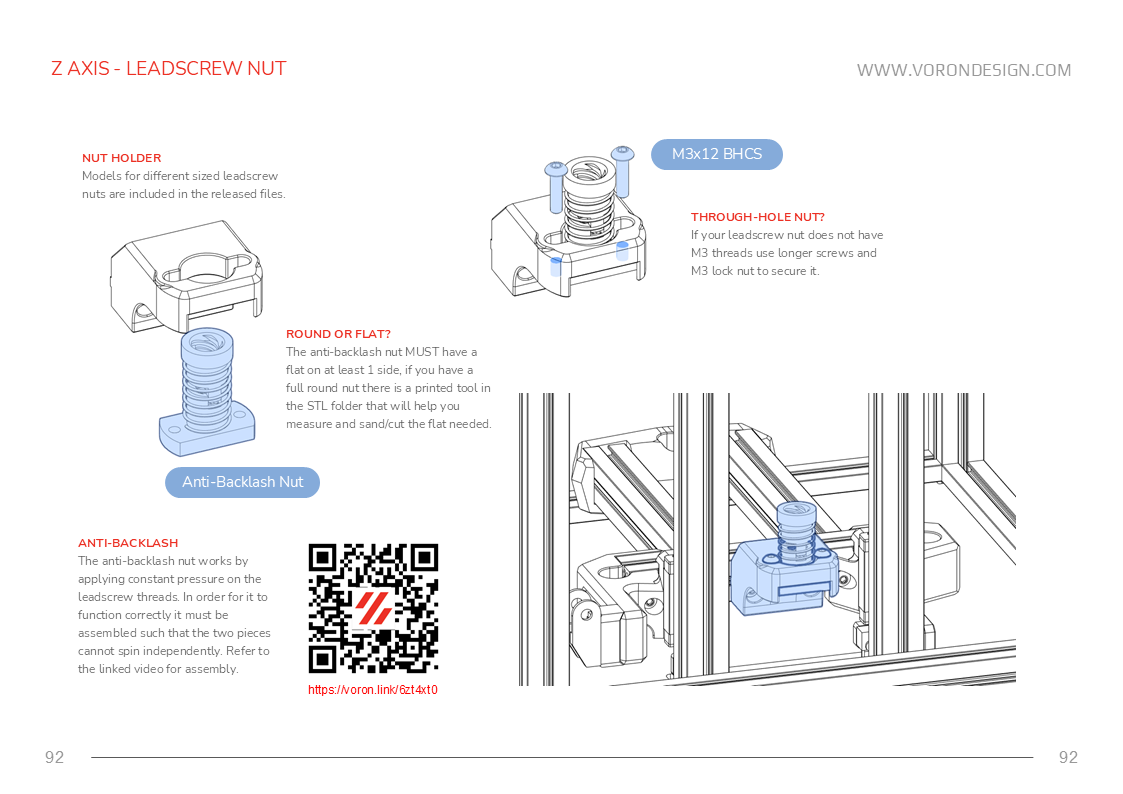 Z AXIS - LEADSCREW NUT
WWW.VORONDESIGN.COM
NUT HOLDER
Models for different sized leadscrew
nuts are included in the released files.
M3x12 BHCS
THROUGH-HOLE NUT?
If your leadscrew nut does not have
M3 threads use longer screws and
M3 lock nut to secure it.
ROUND OR FLAT?
The anti-backlash nut MUST have a
flat on at least 1 side, if you have a
full round nut there is a printed tool in
the STL folder that will help you
measure and sand/cut the flat needed.
Anti-Backlash Nut
ANTI-BACKLASH
The anti-backlash nut works by
applying constant pressure on the
leadscrew threads. In order for it to
function correctly it must be
assembled such that the two pieces
cannot spin independently. Refer to
the linked video for assembly.
https://voron.link/6zt4xt0
92
92